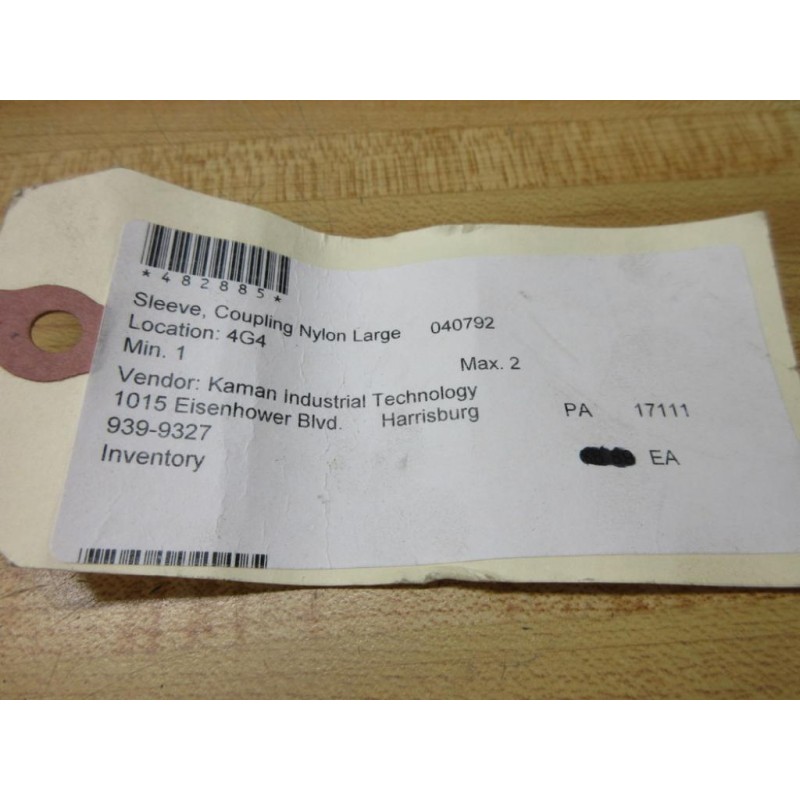 *482885*
Sleeve, Coupling Nylon Large 040792
Location: 4G4
Min. 1 Max. 2
Vendor: Kaman Industrial Technology
1015 Eisenhower Blvd. Harrisburg PA 17111
939-9327
Inventory EA